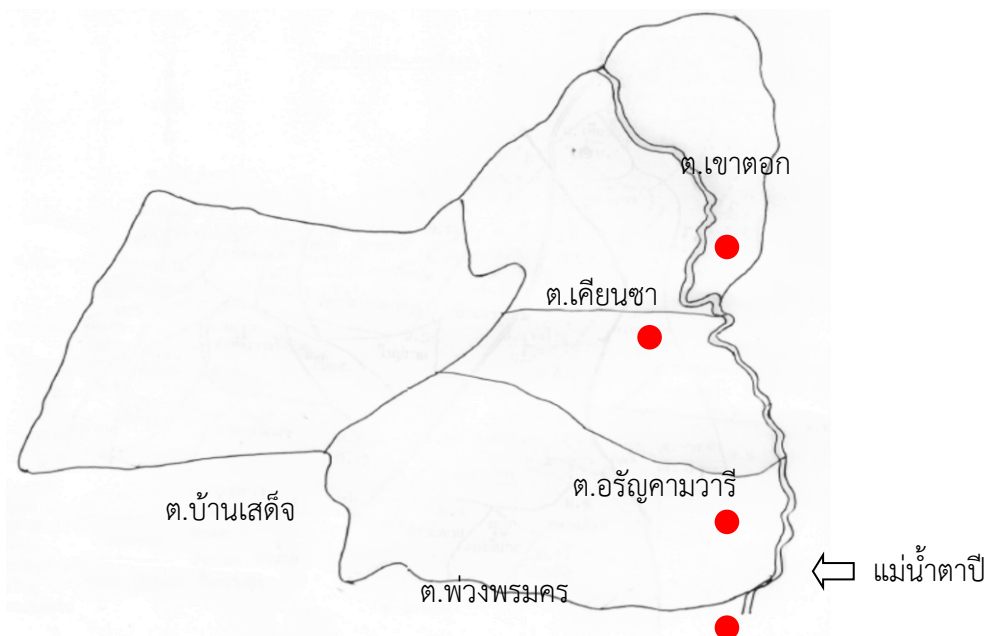 ต.เขาตอก
ต.เคียนซา
ต.อรัญคามวารี
ต.บ้านเสด็จ
แม่น้ำตาปี
ต.พ่วงพรมคร